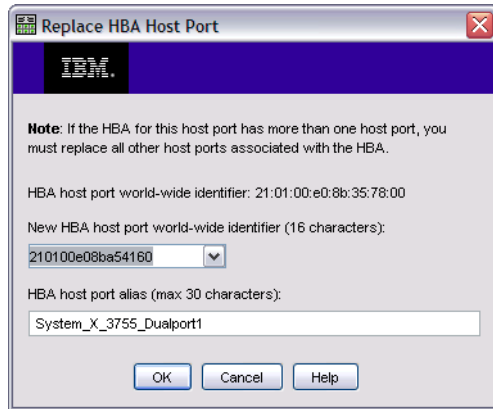 Replace HBA Host Port
IBM.
Note: If the HBA for this host port has more than one host port, you
must replace all other host ports associated with the HBA.
HBA host port world-wide identifier: 21:01:00:e0:8b:35:78:00
New HBA host port world-wide identifier (16 characters):
210100e08ba54160
HBA host port alias (max 30 characters):
System_X_3755_Dualport1
OK Cancel Help